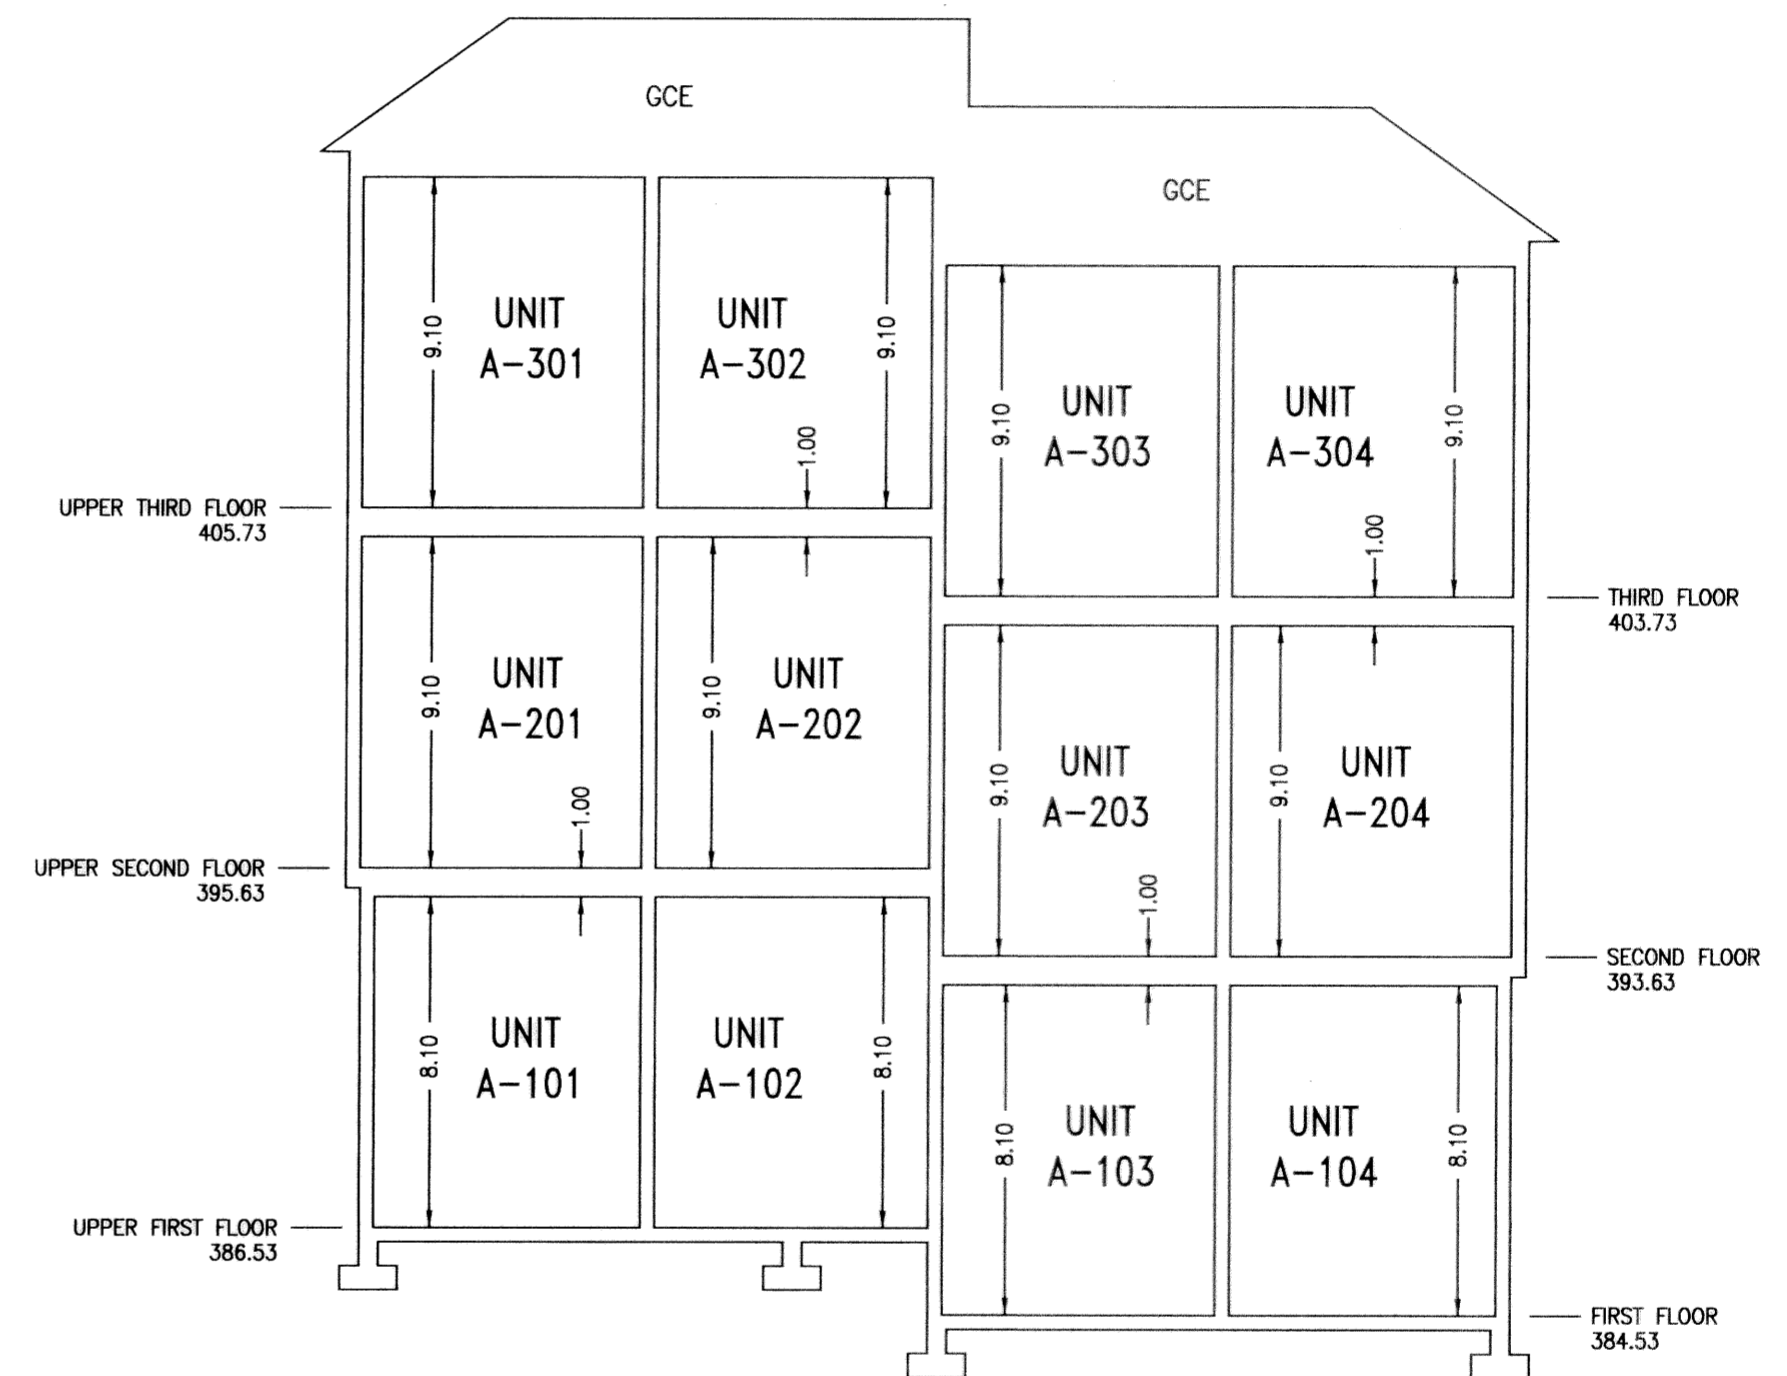 GCE
GCE
9.10
UNIT
A-301
UNIT
A-302
9.10
1.00
9.10
UNIT
A-303
UNIT
A-304
9.10
1.00
UPPER THIRD FLOOR
405.73
THIRD FLOOR
403.73
9.10
UNIT
A-201
1.00
9.10
UNIT
A-202
9.10
UNIT
A-203
1.00
9.10
UNIT
A-204
UPPER SECOND FLOOR
395.63
SECOND FLOOR
393.63
8.10
UNIT
A-101
UNIT
A-102
8.10
8.10
UNIT
A-103
UNIT
A-104
8.10
UPPER FIRST FLOOR
386.53
FIRST FLOOR
384.53